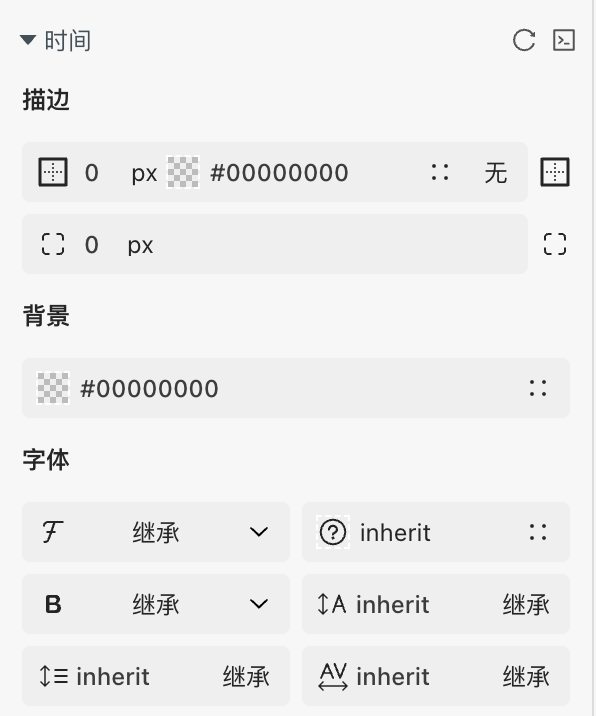 时间
描边
0 px #00000000 无
0 px
背景
#00000000
字体
继承 inherit
B 继承 A inherit 继承
inherit 继承 AV inherit 继承